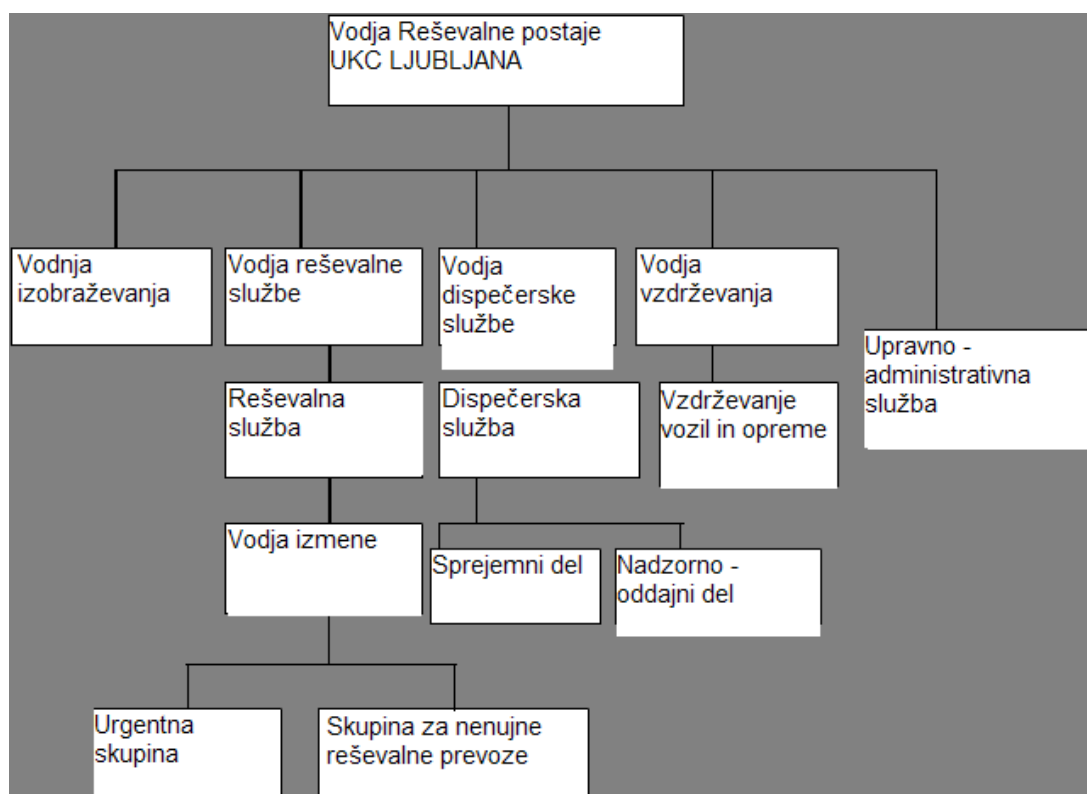 Vodja Reševalne postaje
UKC LJUBLJANA
Vodnja
izobraževanja
Vodja reševalne
službe
Vodja
dispečerske
službe
Vodja
vzdrževanja
Upravno -
administrativna
služba
Reševalna
služba
Dispečerska
služba
Vzdrževanje
vozil in opreme
Vodja izmene
Sprejemni del
Nadzorno -
oddajni del
Urgentna
skupina
Skupina za nenujne
reševalne prevoze